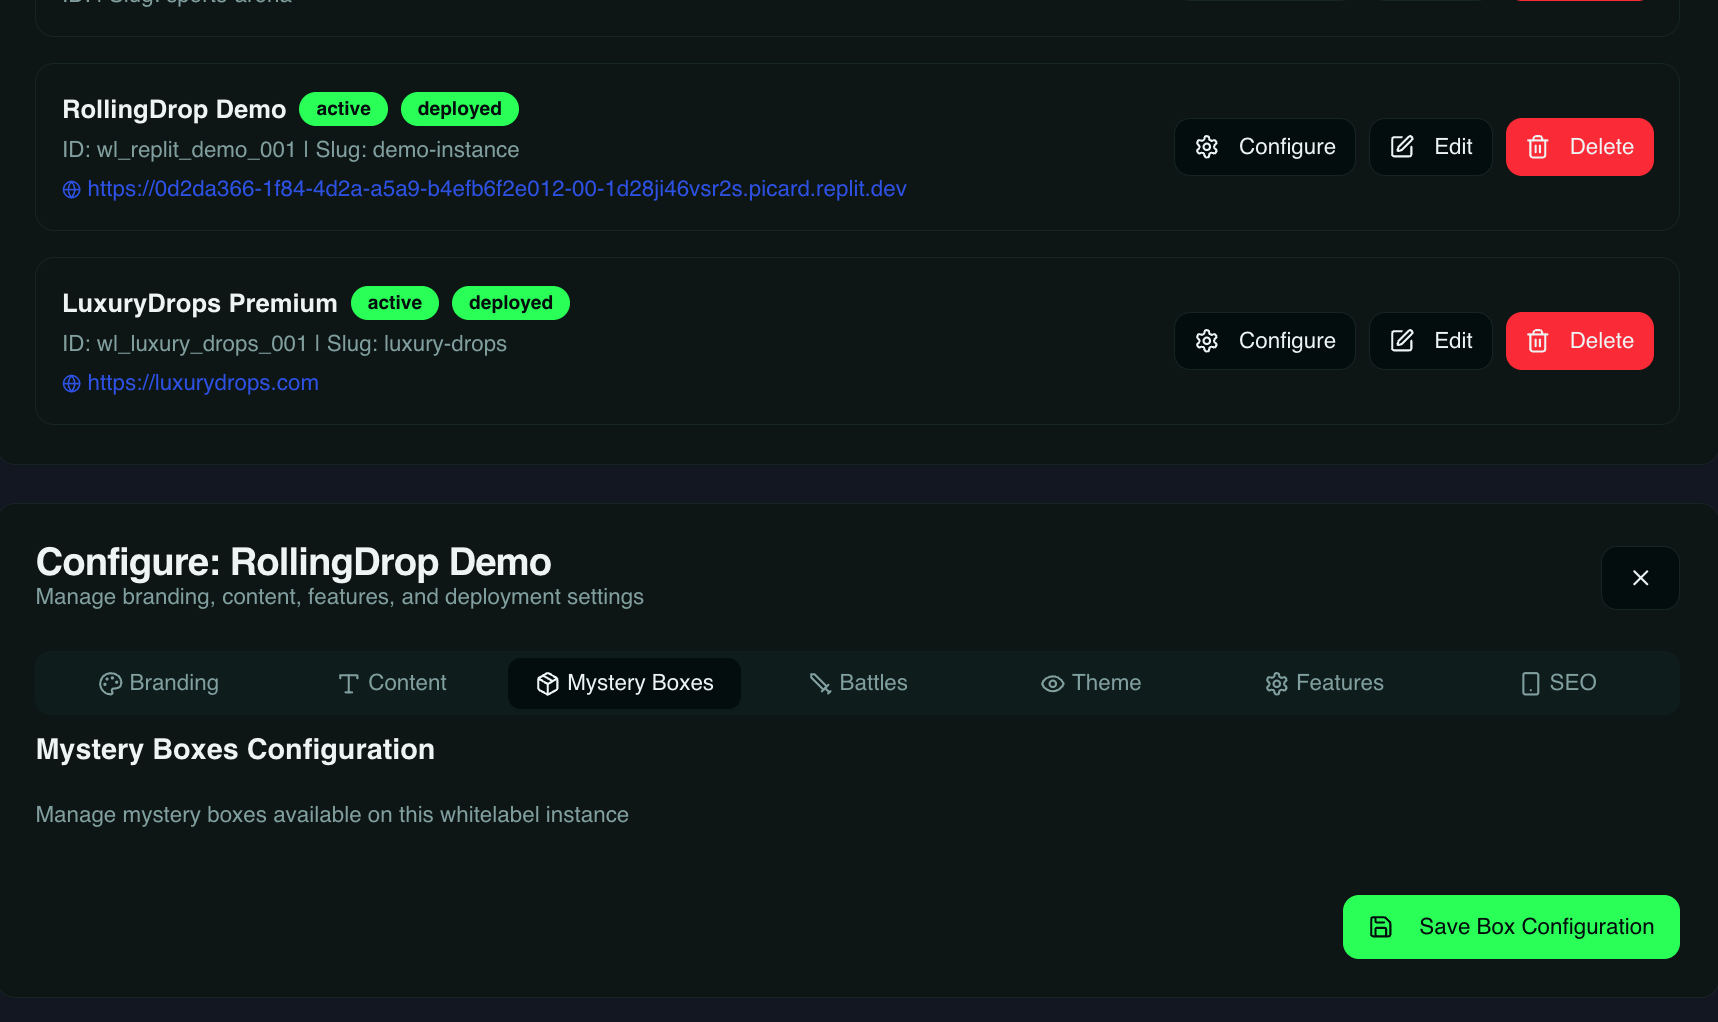 RollingDrop Demo active deployed
ID: wl_replit_demo_001 | Slug: demo-instance
https://0d2da366-1f84-4d2a-a5a9-b4efb6f2e012-00-1d28ji46vsr2s.picard.replit.dev
Configure Edit Delete
LuxuryDrops Premium active deployed
ID: wl_luxury_drops_001 | Slug: luxury-drops
https://luxurydrops.com
Configure Edit Delete
Configure: RollingDrop Demo
Manage branding, content, features, and deployment settings
Branding Content Mystery Boxes Battles Theme Features SEO
Mystery Boxes Configuration
Manage mystery boxes available on this whitelabel instance
Save Box Configuration